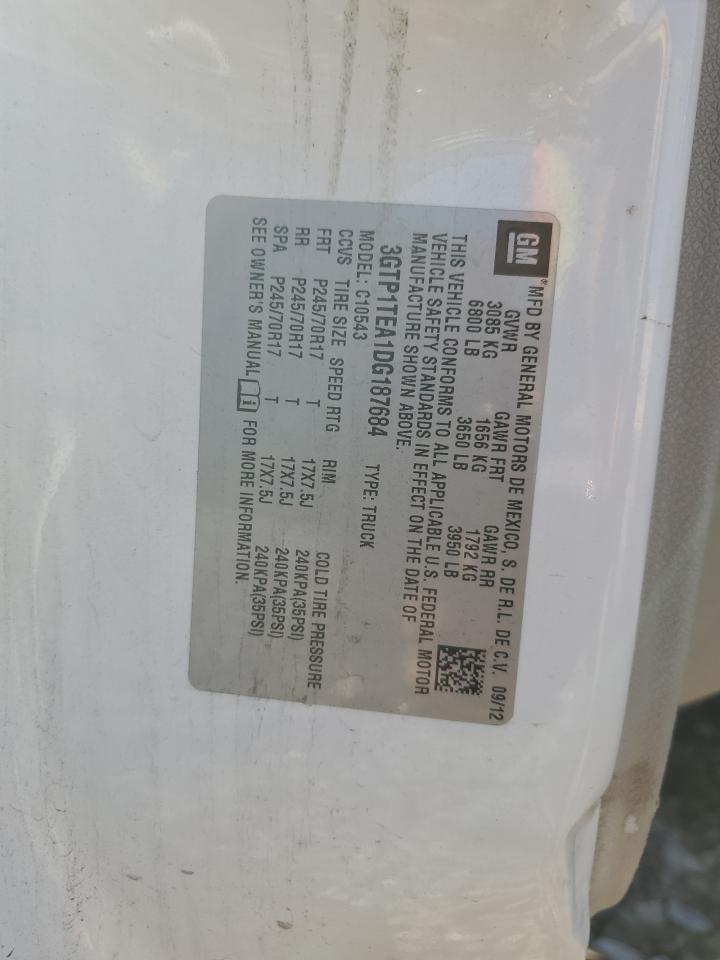 GM
MFD BY GENERAL MOTORS DE MEXICO, S. DE R.L. DE C.V. 09/12
GVWR GAWR FRT GAWR RR
3085 KG 1656 KG 1792 KG
6800 LB 3650 LB 3950 LB
THIS VEHICLE CONFORMS TO ALL APPLICABLE U.S. FEDERAL MOTOR
VEHICLE SAFETY STANDARDS IN EFFECT ON THE DATE OF
MANUFACTURE SHOWN ABOVE.
3GTP1TEA1DG187684 TYPE: TRUCK
MODEL: C10543
CCVS TIRE SIZE SPEED RTG RIM COLD TIRE PRESSURE
FRT P245/70R17 T 17X7.5J 240KPA(35PSI)
RR P245/70R17 T 17X7.5J 240KPA(35PSI)
SPA P245/70R17 T 17X7.5J 240KPA(35PSI)
SEE OWNER'S MANUAL FOR MORE INFORMATION.